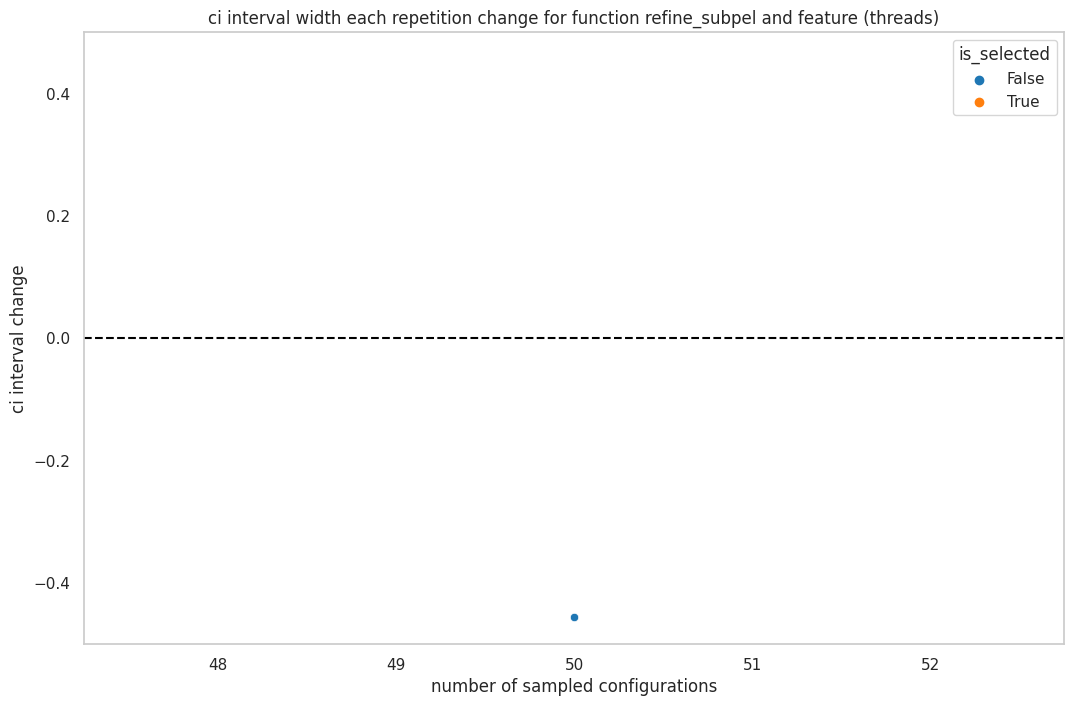 ci interval width each repetition change for function refine_subpel and feature (threads)
is_selected
False
True
0.4
0.2
0.0
−0.2
−0.4
ci interval change
48 49 50 51 52
number of sampled configurations